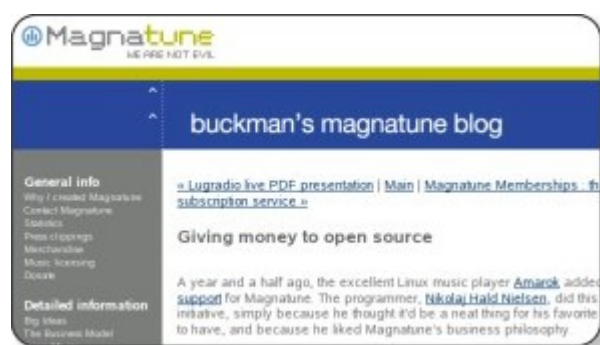 Magnatune
WE ARE NOT EVIL
buckman's magnatune blog
General info
Why I created Magnatune
Contact Magnatune
Statistics
Press clippings
Merchandise
Music licensing
Donate
Detailed information
Big Ideas
The Business Model
« Lugradio live PDF presentation | Main | Magnatune Memberships : th
subscription service »
Giving money to open source
A year and a half ago, the excellent Linux music player Amarok added
support for Magnatune. The programmer, Nikolaj Hald Nielsen, did this
initiative, simply because he thought it'd be a neat thing for his favorite
to have, and because he liked Magnatune's business philosophy.